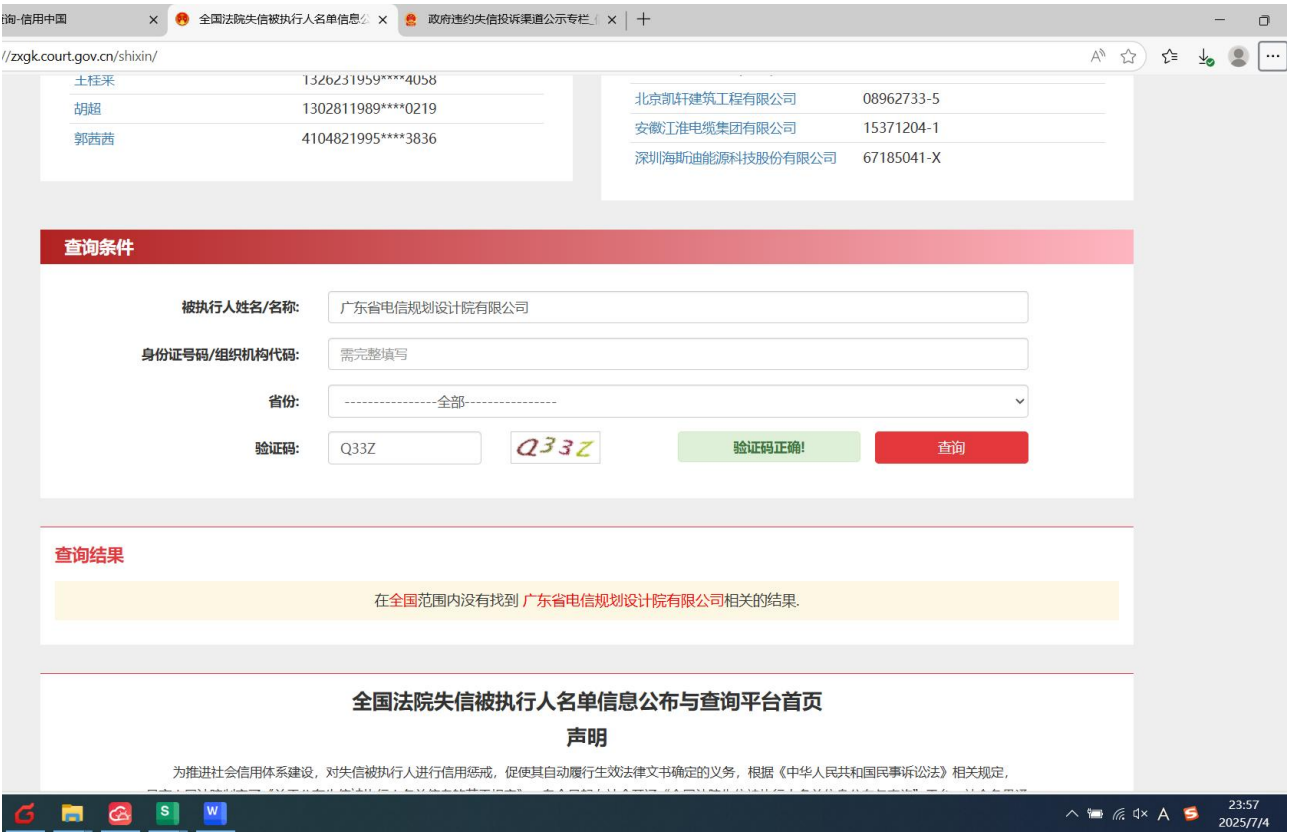 询-信用中国
全国法院失信被执行人名单信息公
政府违约失信投诉渠道公示专栏_
//zxgk.court.gov.cn/shixin/
王桂来 1326231959****4058
胡超 1302811989****0219
郭茜茜 4104821995****3836
北京凯轩建筑工程有限公司 08962733-5
安徽江淮电缆集团有限公司 15371204-1
深圳海斯迪能源科技股份有限公司 67185041-X
查询条件
被执行人姓名/名称: 广东省电信规划设计院有限公司
身份证号码/组织机构代码: 需完整填写
省份: ----------------全部----------------
验证码: Q33Z Q33Z 验证码正确! 查询
查询结果
在全国范围内没有找到 广东省电信规划设计院有限公司相关的结果.
全国法院失信被执行人名单信息公布与查询平台首页
声明
为推进社会信用体系建设，对失信被执行人进行信用惩戒，促使其自动履行生效法律文书确定的义务，根据《中华人民共和国民事诉讼法》相关规定，
23:57
2025/7/4